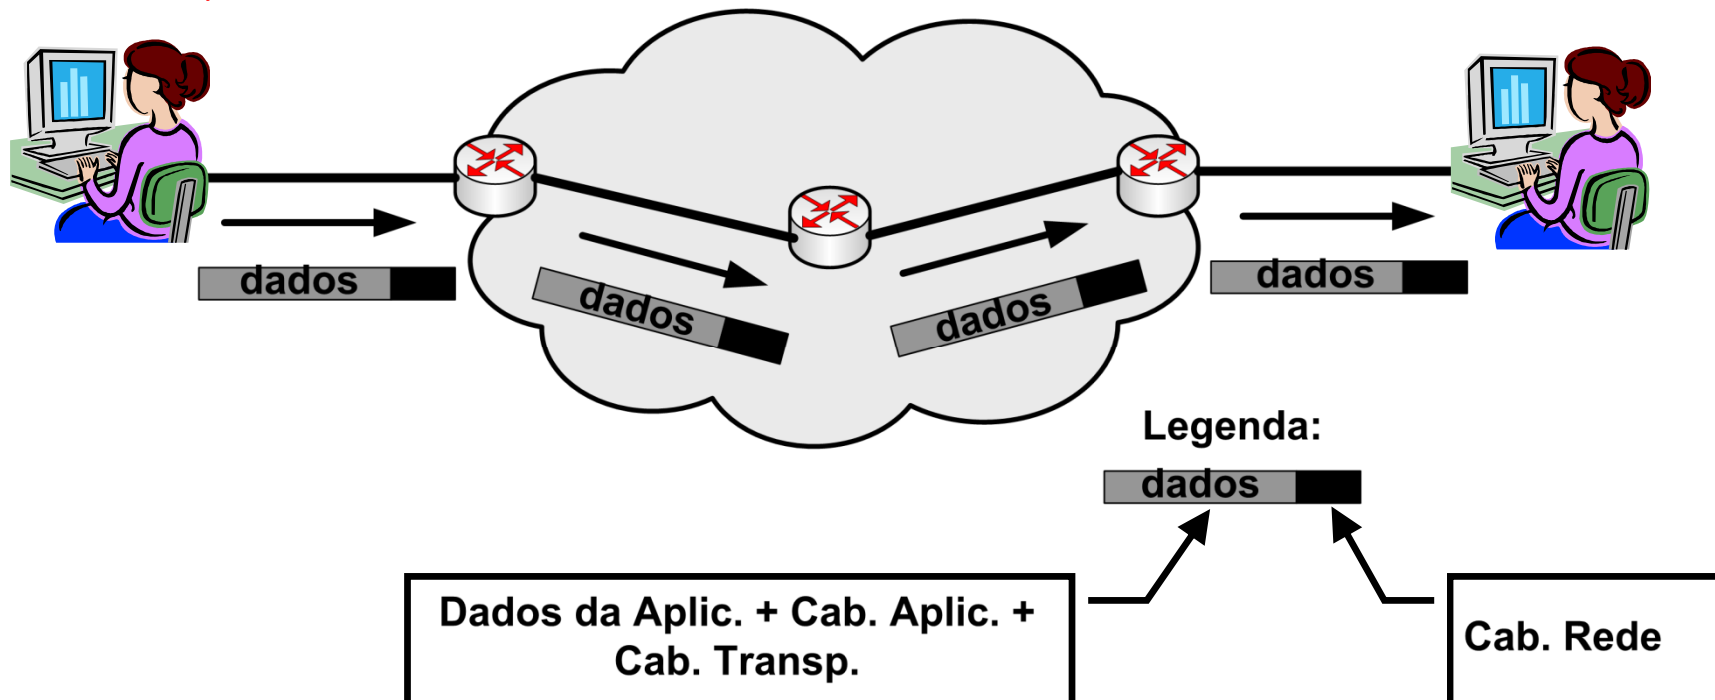 dados
dados
dados
dados
Legenda:
dados
Dados da Aplic. + Cab. Aplic. +
Cab. Transp.
Cab. Rede